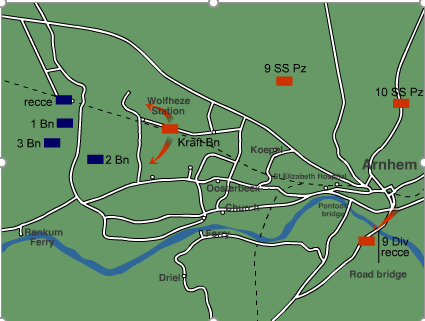 9 SS Pz
10 SS Pz
recce
Wolfheze
Station
1 Bn
3 Bn
Kraft Bn
2 Bn
Koepel
Arnhem
St Elizabeth Hospital
Oosterbeek
Church
Pontoon
bridge
Renkum
Ferry
Ferry
9 Div
recce
Driel
Road bridge